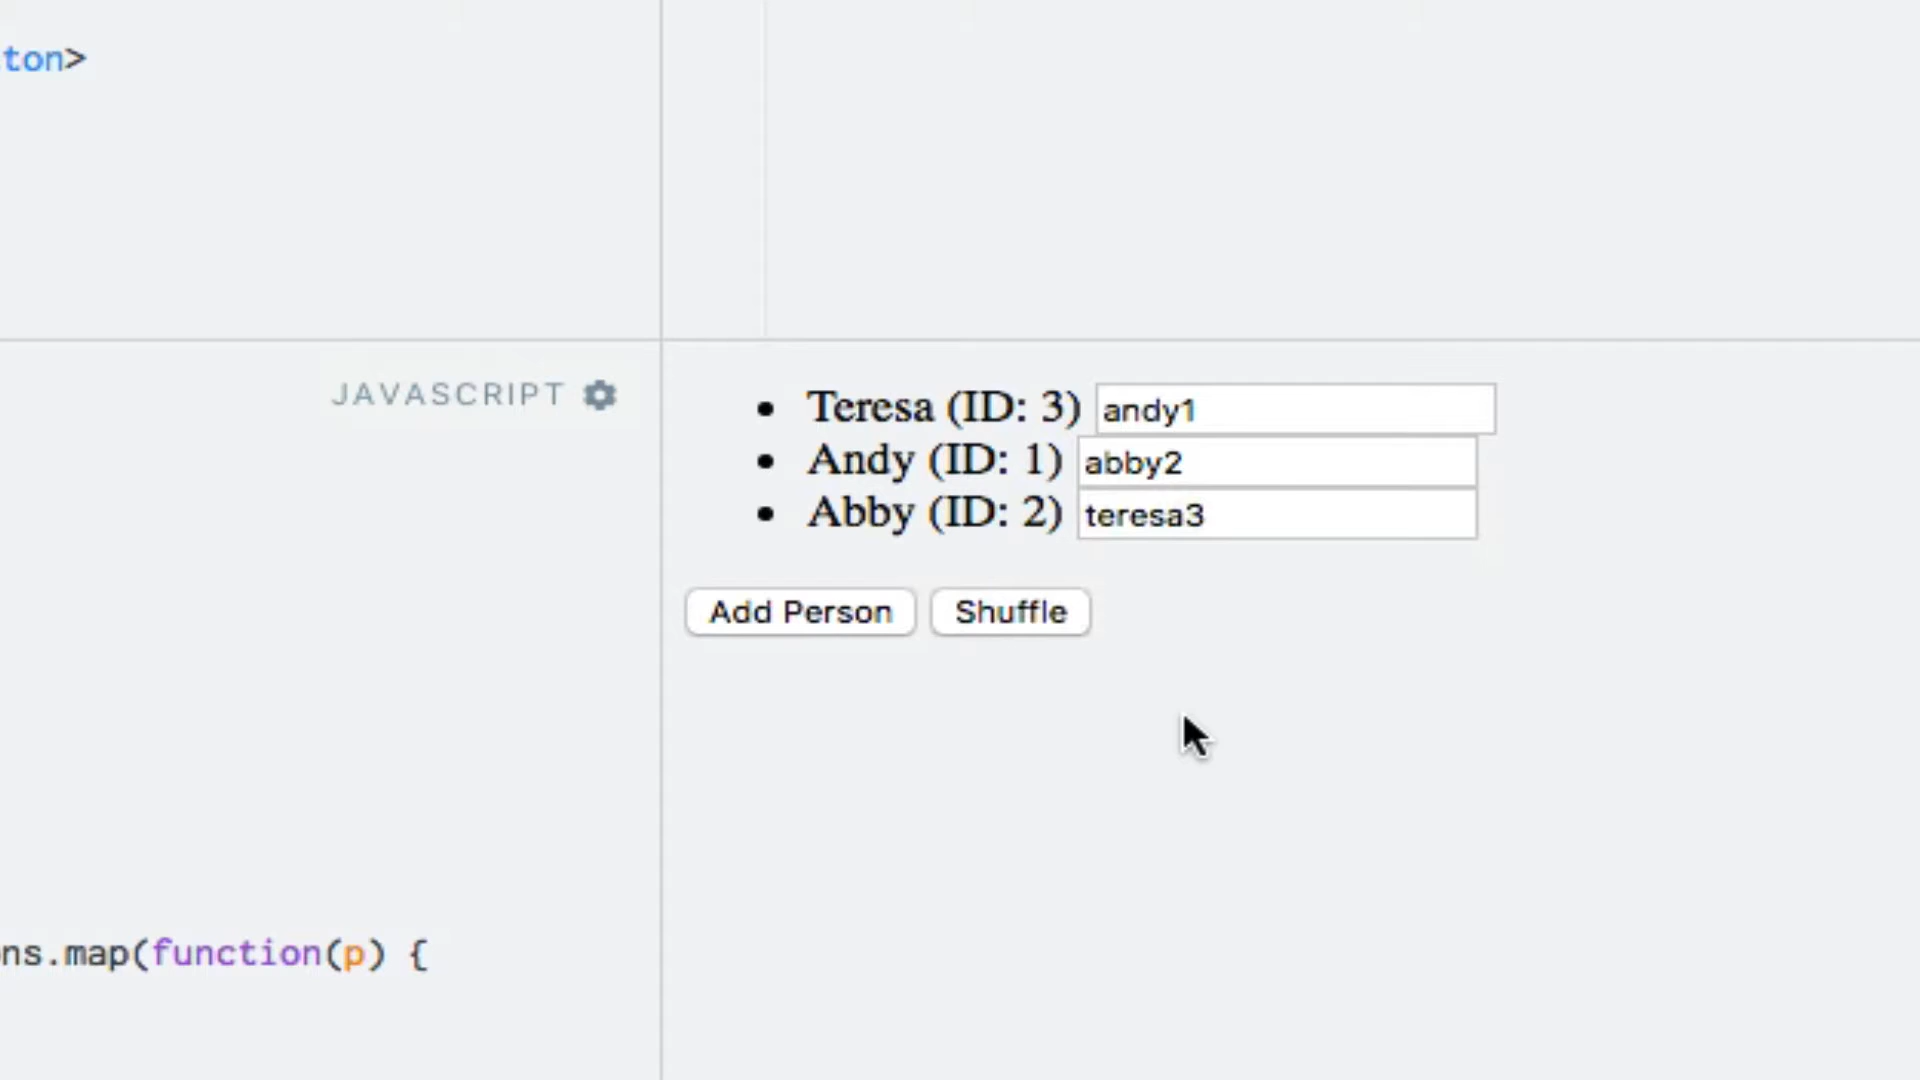 ton>
JAVASCRIPT
• Teresa (ID: 3) andy1
• Andy (ID: 1) abby2
• Abby (ID: 2) teresa3
Add Person Shuffle
ns.map(function(p) {